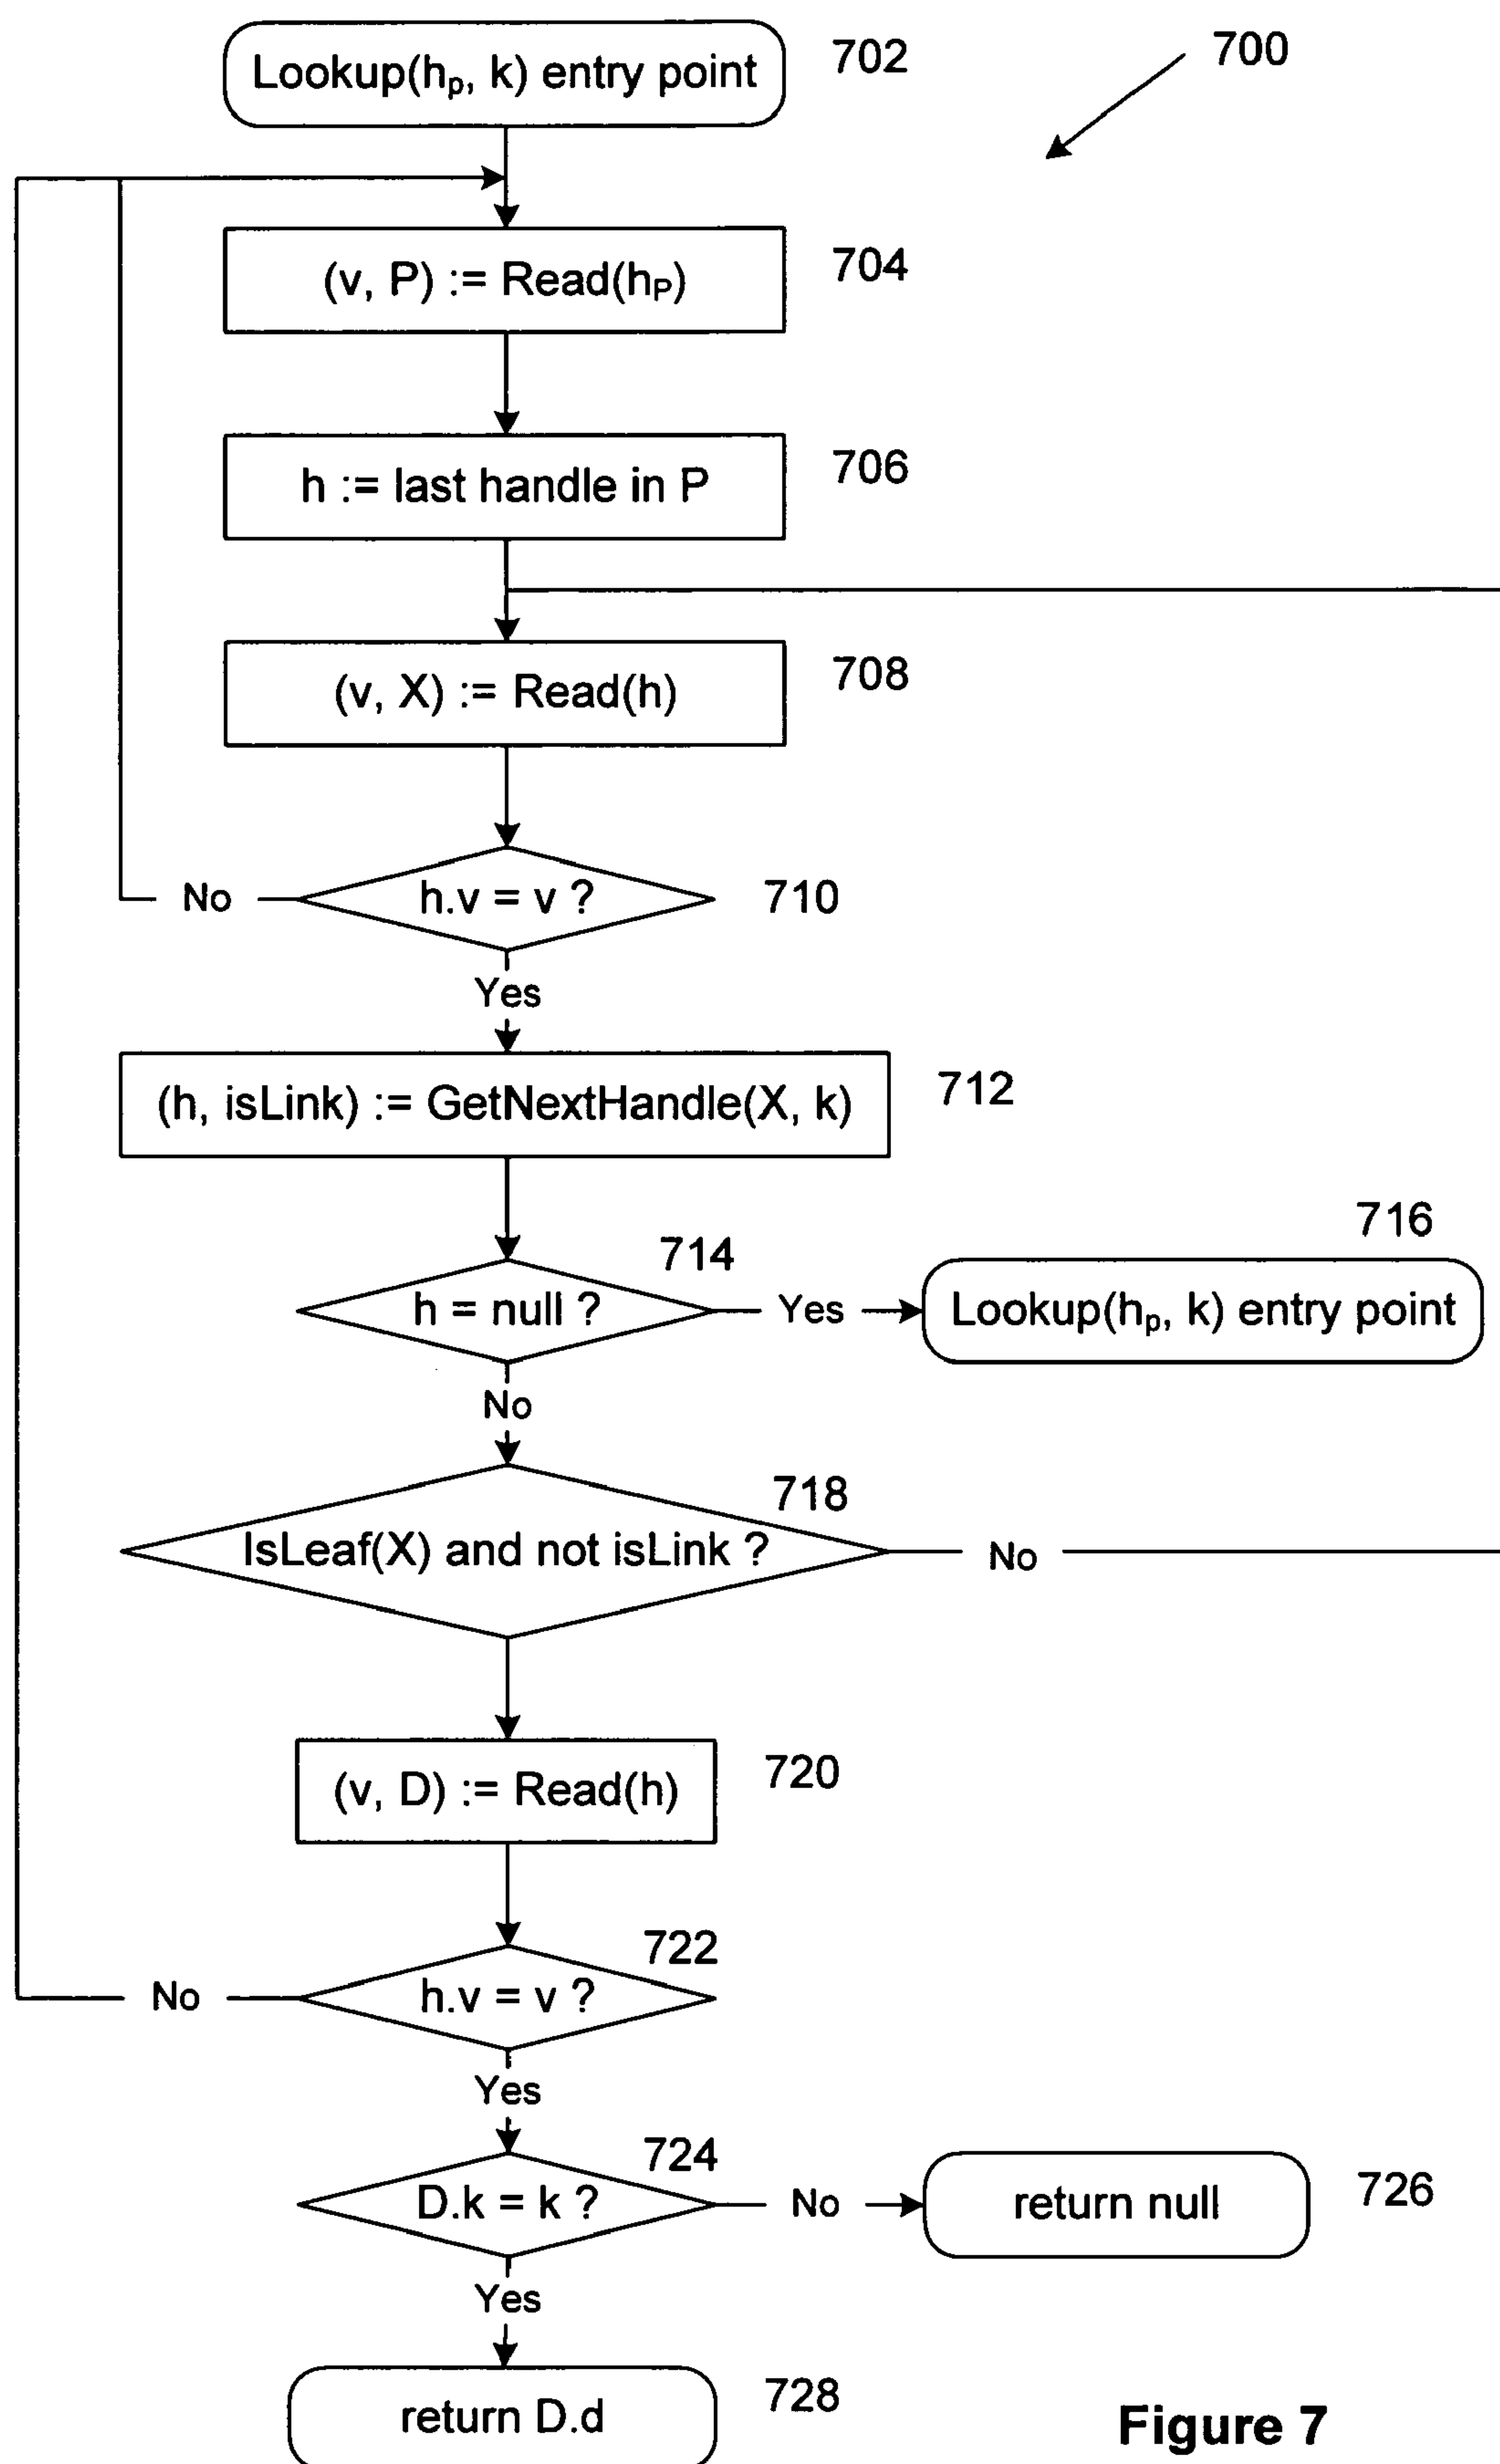 Lookup(hp, k) entry point
702
700
(v, P) := Read(hP)
704
h := last handle in P
706
(v, X) := Read(h)
708
h.v = v ?
710
No
Yes
(h, isLink) := GetNextHandle(X, k)
712
714
716
h = null ?
Yes
Lookup(hp, k) entry point
No
718
IsLeaf(X) and not isLink ?
No
(v, D) := Read(h)
720
722
No
h.v = v ?
Yes
724
D.k = k ?
No
return null
726
Yes
return D.d
728
Figure 7